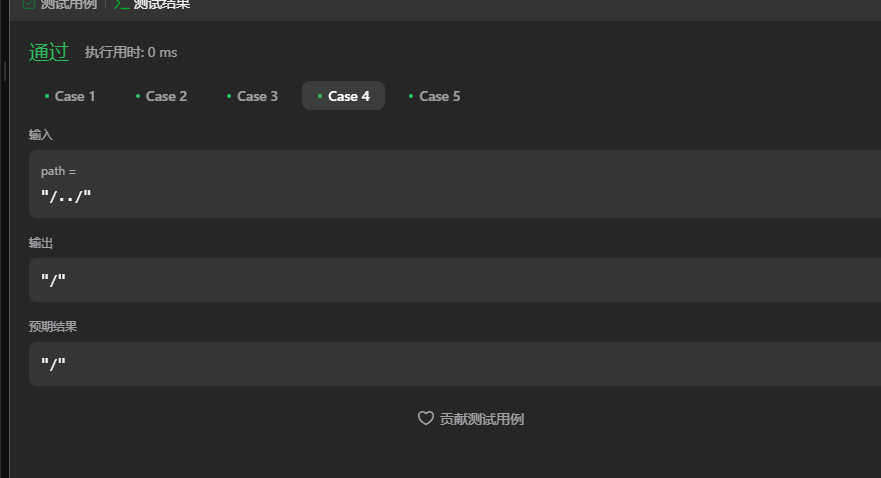 测试用例 | >_ 测试结果
通过 执行用时: 0 ms
• Case 1 • Case 2 • Case 3 • Case 4 • Case 5
输入
path =
"/../"
输出
"/"
预期结果
"/"
贡献测试用例